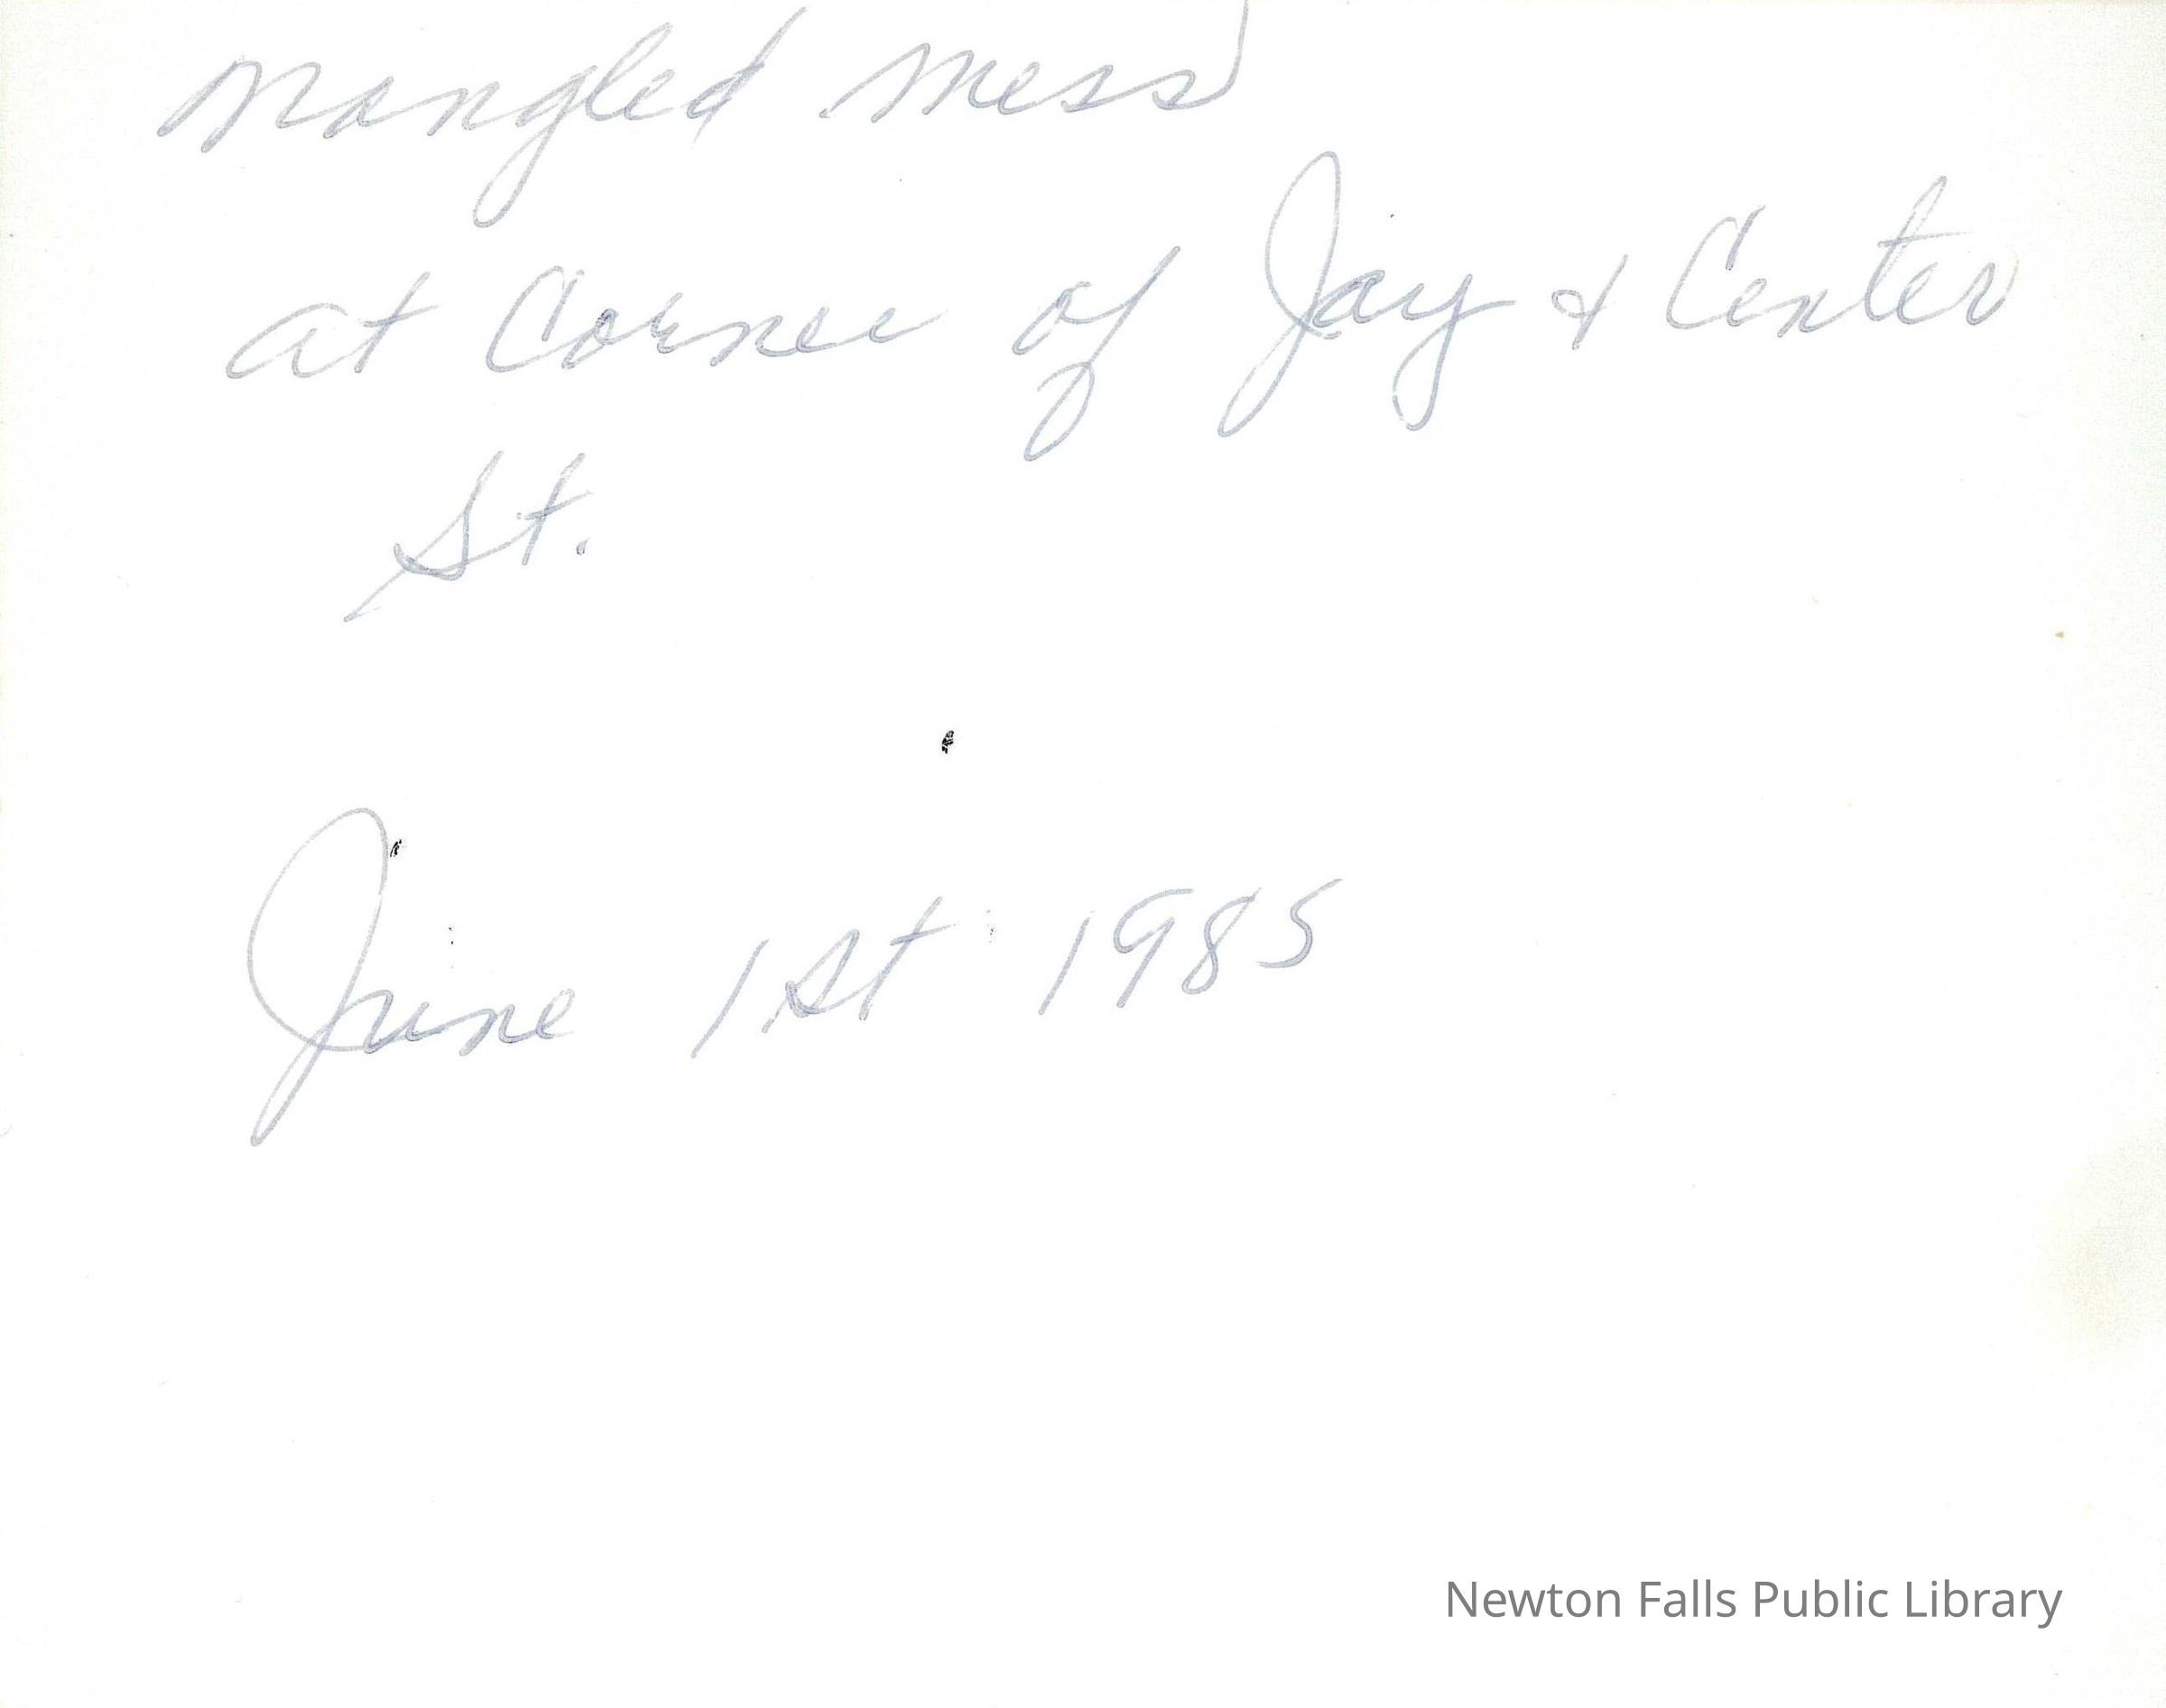 mangled mess
at Corner of Jay & Center
St.
June 1st 1985
Newton Falls Public Library